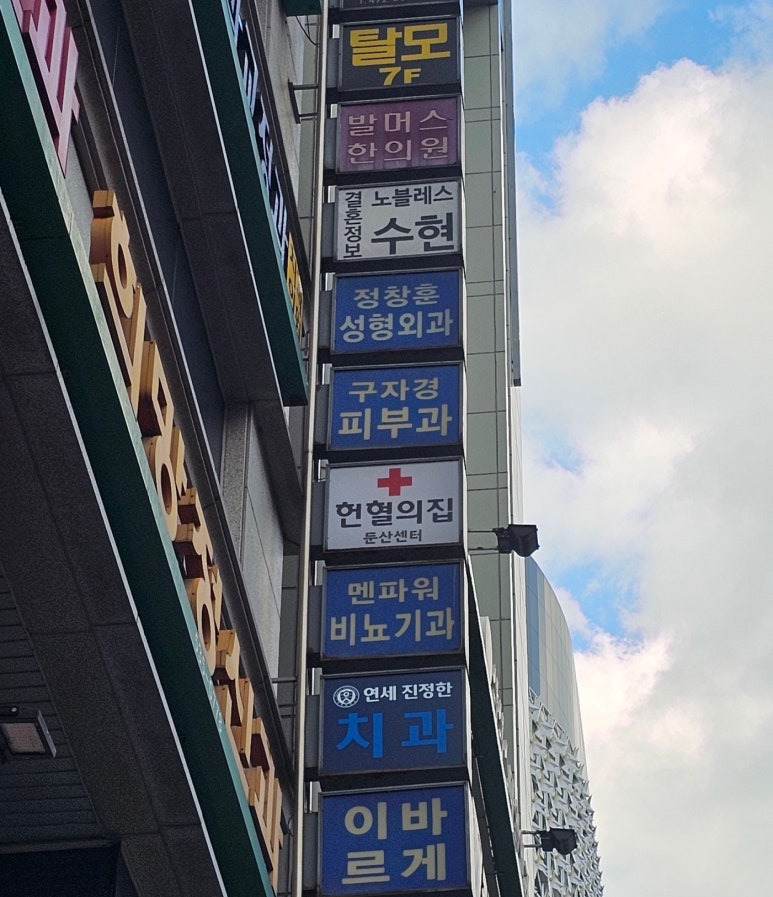 탈모
7F
발머스
한의원
결혼정보
노블레스
수현
정창훈
성형외과
구자경
피부과
헌혈의집
둔산센터
멘파워
비뇨기과
연세 진정한
치과
이바
르게